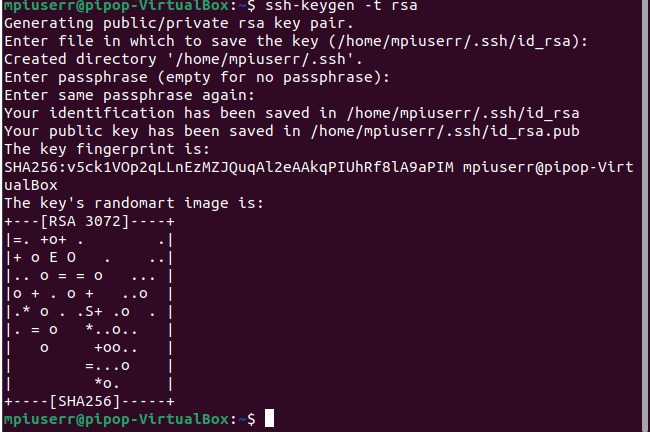 mpiuserr@pipop-VirtualBox:~$ ssh-keygen -t rsa
Generating public/private rsa key pair.
Enter file in which to save the key (/home/mpiuserr/.ssh/id_rsa):
Created directory '/home/mpiuserr/.ssh'.
Enter passphrase (empty for no passphrase):
Enter same passphrase again:
Your identification has been saved in /home/mpiuserr/.ssh/id_rsa
Your public key has been saved in /home/mpiuserr/.ssh/id_rsa.pub
The key fingerprint is:
SHA256:v5ck1VOp2qLLnEzMZJQuqAl2eAAkqPIUhRf8lA9aPIM mpiuserr@pipop-Virt
ualBox
The key's randomart image is:
+---[RSA 3072]----+
|=. +o+ .        .|
|+ o E O   .    ..|
|.. o = = o   ... |
|o + . o +   ..o  |
|.* o . .S+ .o  . |
|. = o   *..o..   |
|   o     +oo..   |
|        =...o    |
|         *o.     |
+----[SHA256]-----+
mpiuserr@pipop-VirtualBox:~$